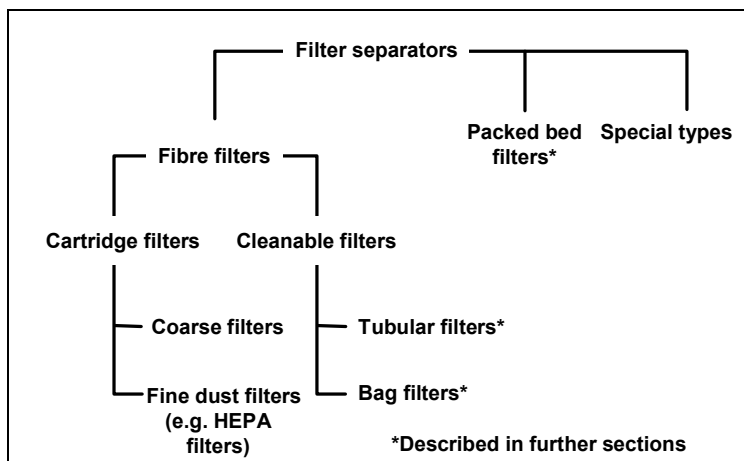 Filter separators
Packed bed
filters*
Special types
Fibre filters
Cartridge filters
Cleanable filters
Coarse filters
Tubular filters*
Fine dust filters
(e.g. HEPA
filters)
Bag filters*
*Described in further sections